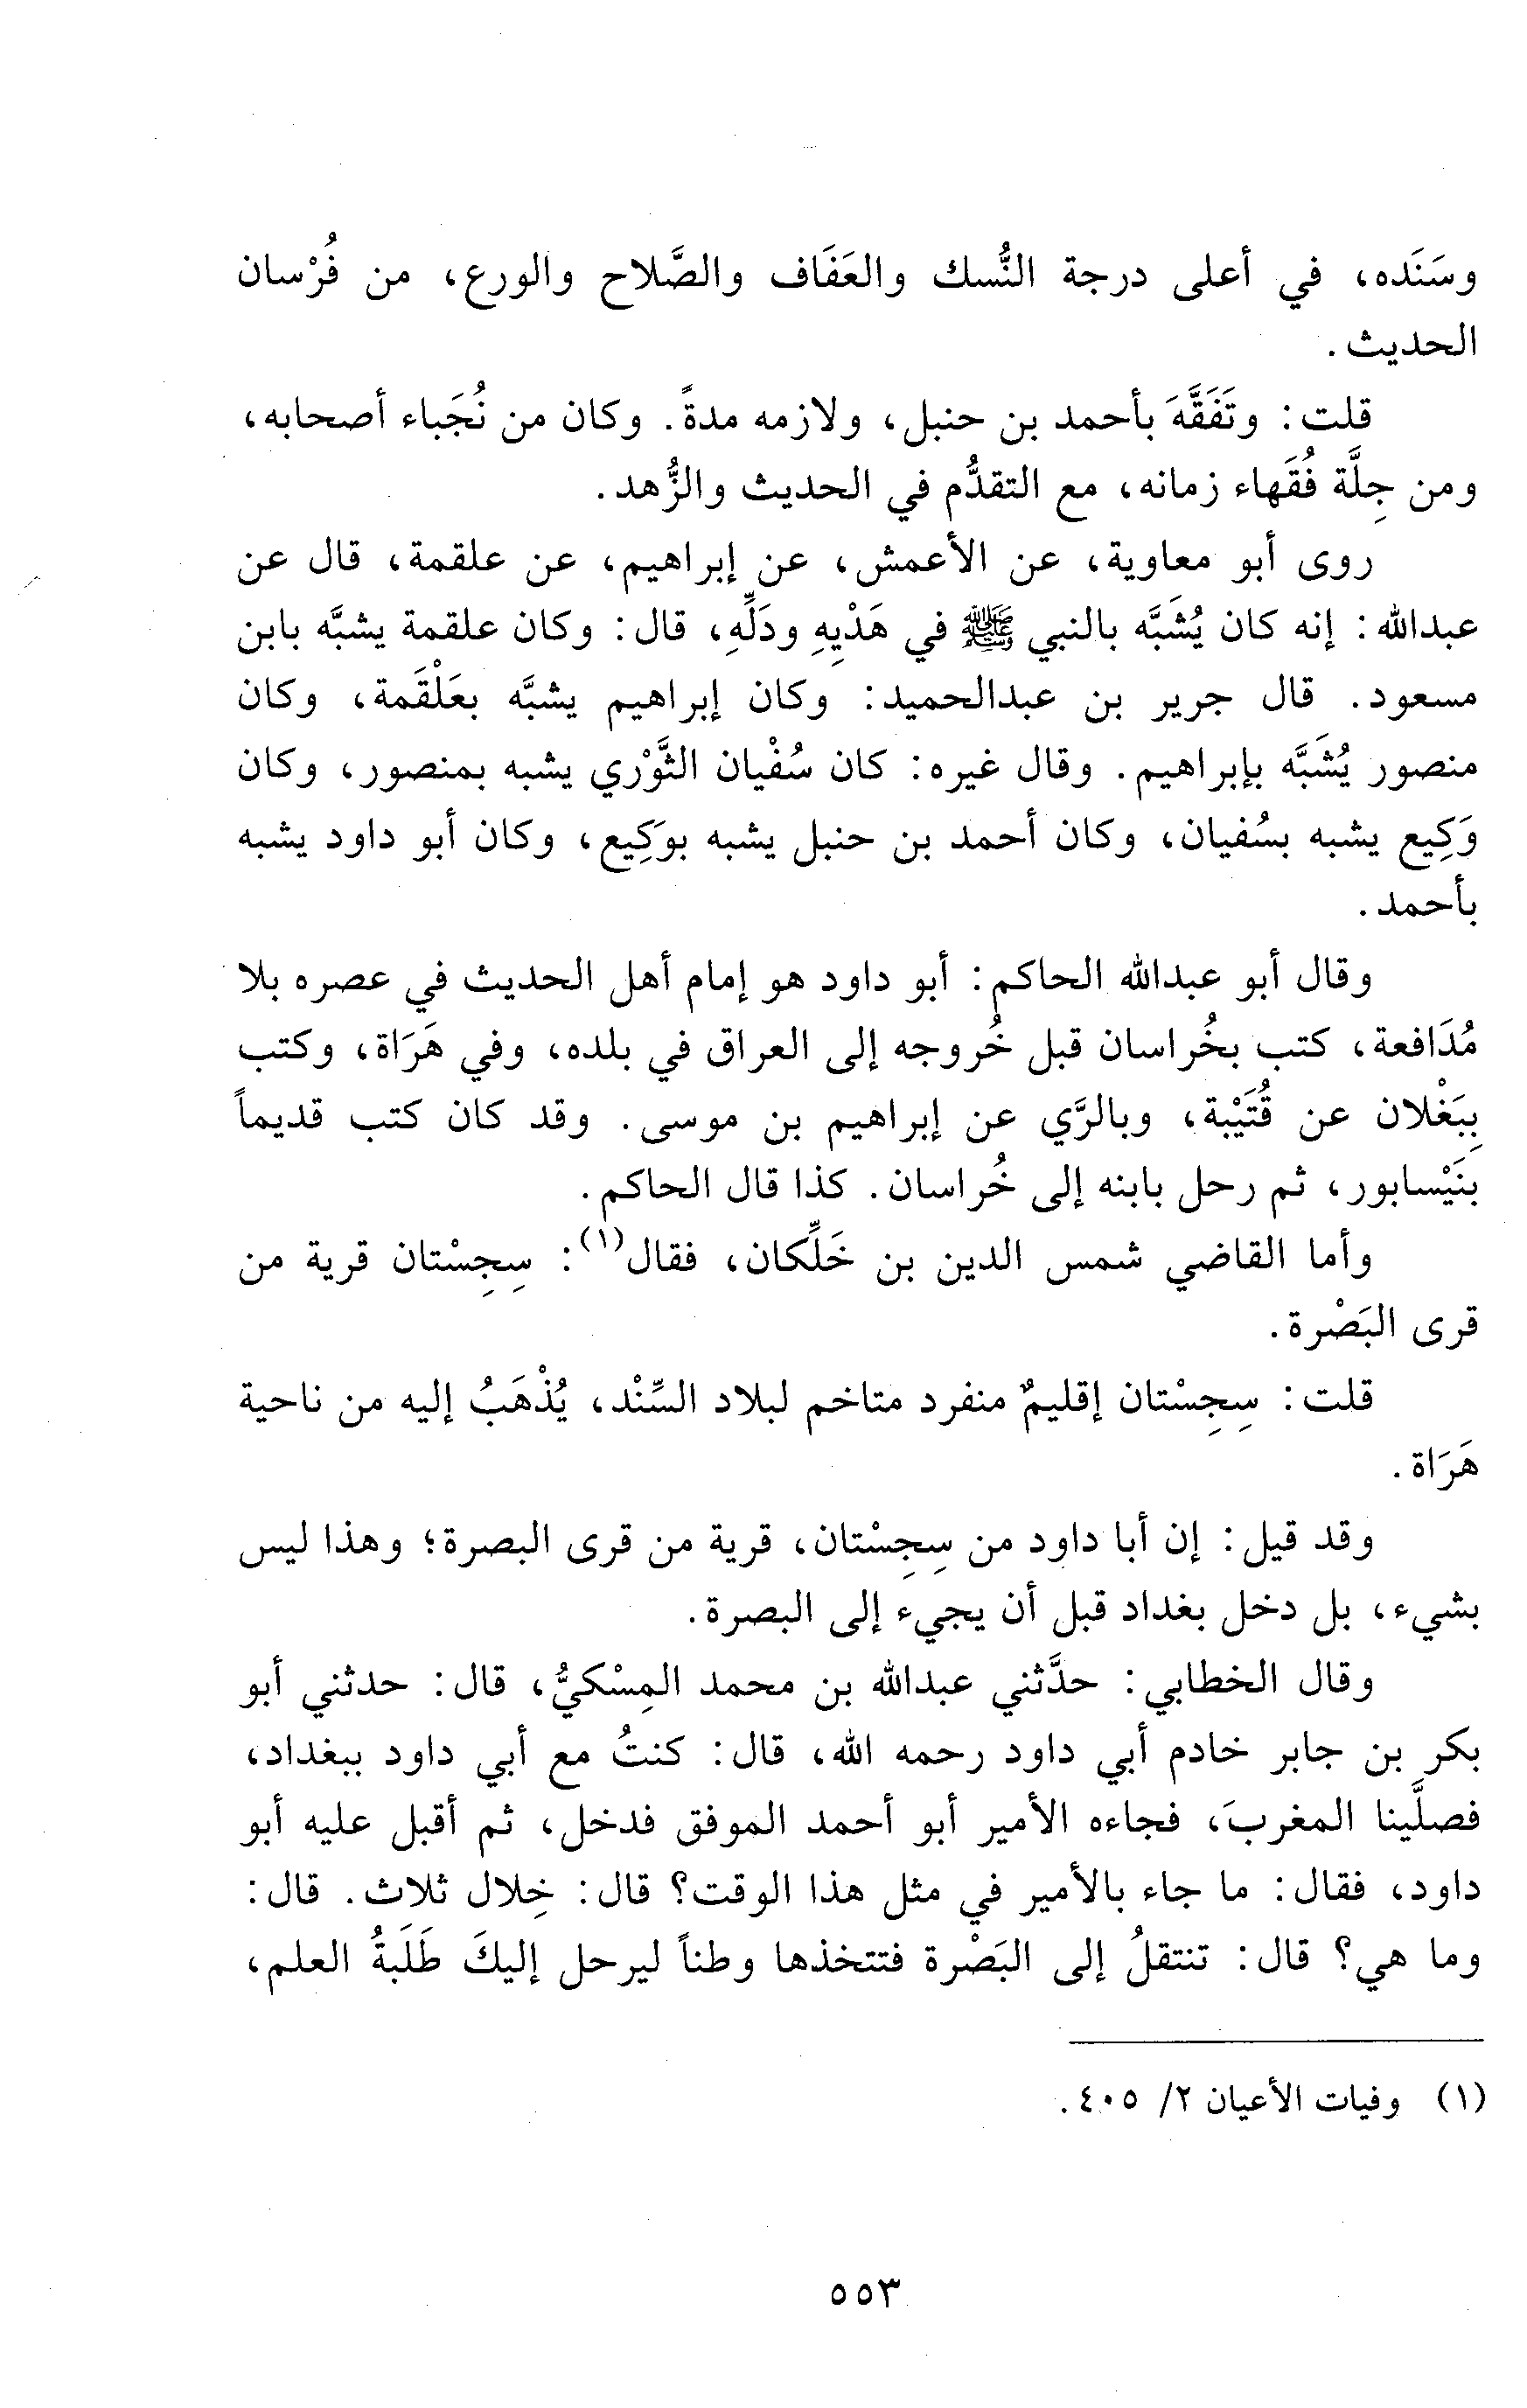 وسَنَده، في أعلى درجة النُّسك والعَفَاف والصَّلاح والورع، من فُرْسان
الحديث.
قلت: وتَفَقَّهَ بأحمد بن حنبل، ولازمه مدةً. وكان من نُجَباء أصحابه،
ومن جِلَّة فُقَهاء زمانه، مع التقدُّم في الحديث والزُّهد.
روى أبو معاوية، عن الأعمش، عن إبراهيم، عن علقمة، قال عن
عبدالله: إنه كان يُشَبَّه بالنبي ﷺ في هَدْيِهِ ودَلِّهِ، قال: وكان علقمة يشبَّه بابن
مسعود. قال جرير بن عبدالحميد: وكان إبراهيم يشبَّه بعَلْقَمة، وكان
منصور يُشَبَّه بإبراهيم. وقال غيره: كان سُفْيان الثَّوْري يشبه بمنصور، وكان
وَكِيع يشبه بسُفيان، وكان أحمد بن حنبل يشبه بوَكِيع، وكان أبو داود يشبه
بأحمد.
وقال أبو عبدالله الحاكم: أبو داود هو إمام أهل الحديث في عصره بلا
مُدَافعة، كتب بخُراسان قبل خُروجه إلى العراق في بلده، وفي هَرَاة، وكتب
بِبَغْلان عن قُتَيْبة، وبالرَّي عن إبراهيم بن موسى. وقد كان كتب قديماً
بنَيْسابور، ثم رحل بابنه إلى خُراسان. كذا قال الحاكم.
وأما القاضي شمس الدين بن خَلِّكان، فقال(١): سِجِسْتان قرية من
قرى البَصْرة.
قلت: سِجِسْتان إقليمٌ منفرد متاخم لبلاد السِّنْد، يُذْهَبُ إليه من ناحية
هَرَاة.
وقد قيل: إن أبا داود من سِجِسْتان، قرية من قرى البصرة؛ وهذا ليس
بشيء، بل دخل بغداد قبل أن يجيء إلى البصرة.
وقال الخطابي: حدَّثني عبدالله بن محمد المِسْكيُّ، قال: حدثني أبو
بكر بن جابر خادم أبي داود رحمه الله، قال: كنتُ مع أبي داود ببغداد،
فصلَّينا المغربَ، فجاءه الأمير أبو أحمد الموفق فدخل، ثم أقبل عليه أبو
داود، فقال: ما جاء بالأمير في مثل هذا الوقت؟ قال: خِلال ثلاث. قال:
وما هي؟ قال: تنتقلُ إلى البَصْرة فتتخذها وطناً ليرحل إليكَ طَلَبةُ العلم،
(١) وفيات الأعيان ٢/ ٤٠٥.
٥٥٣